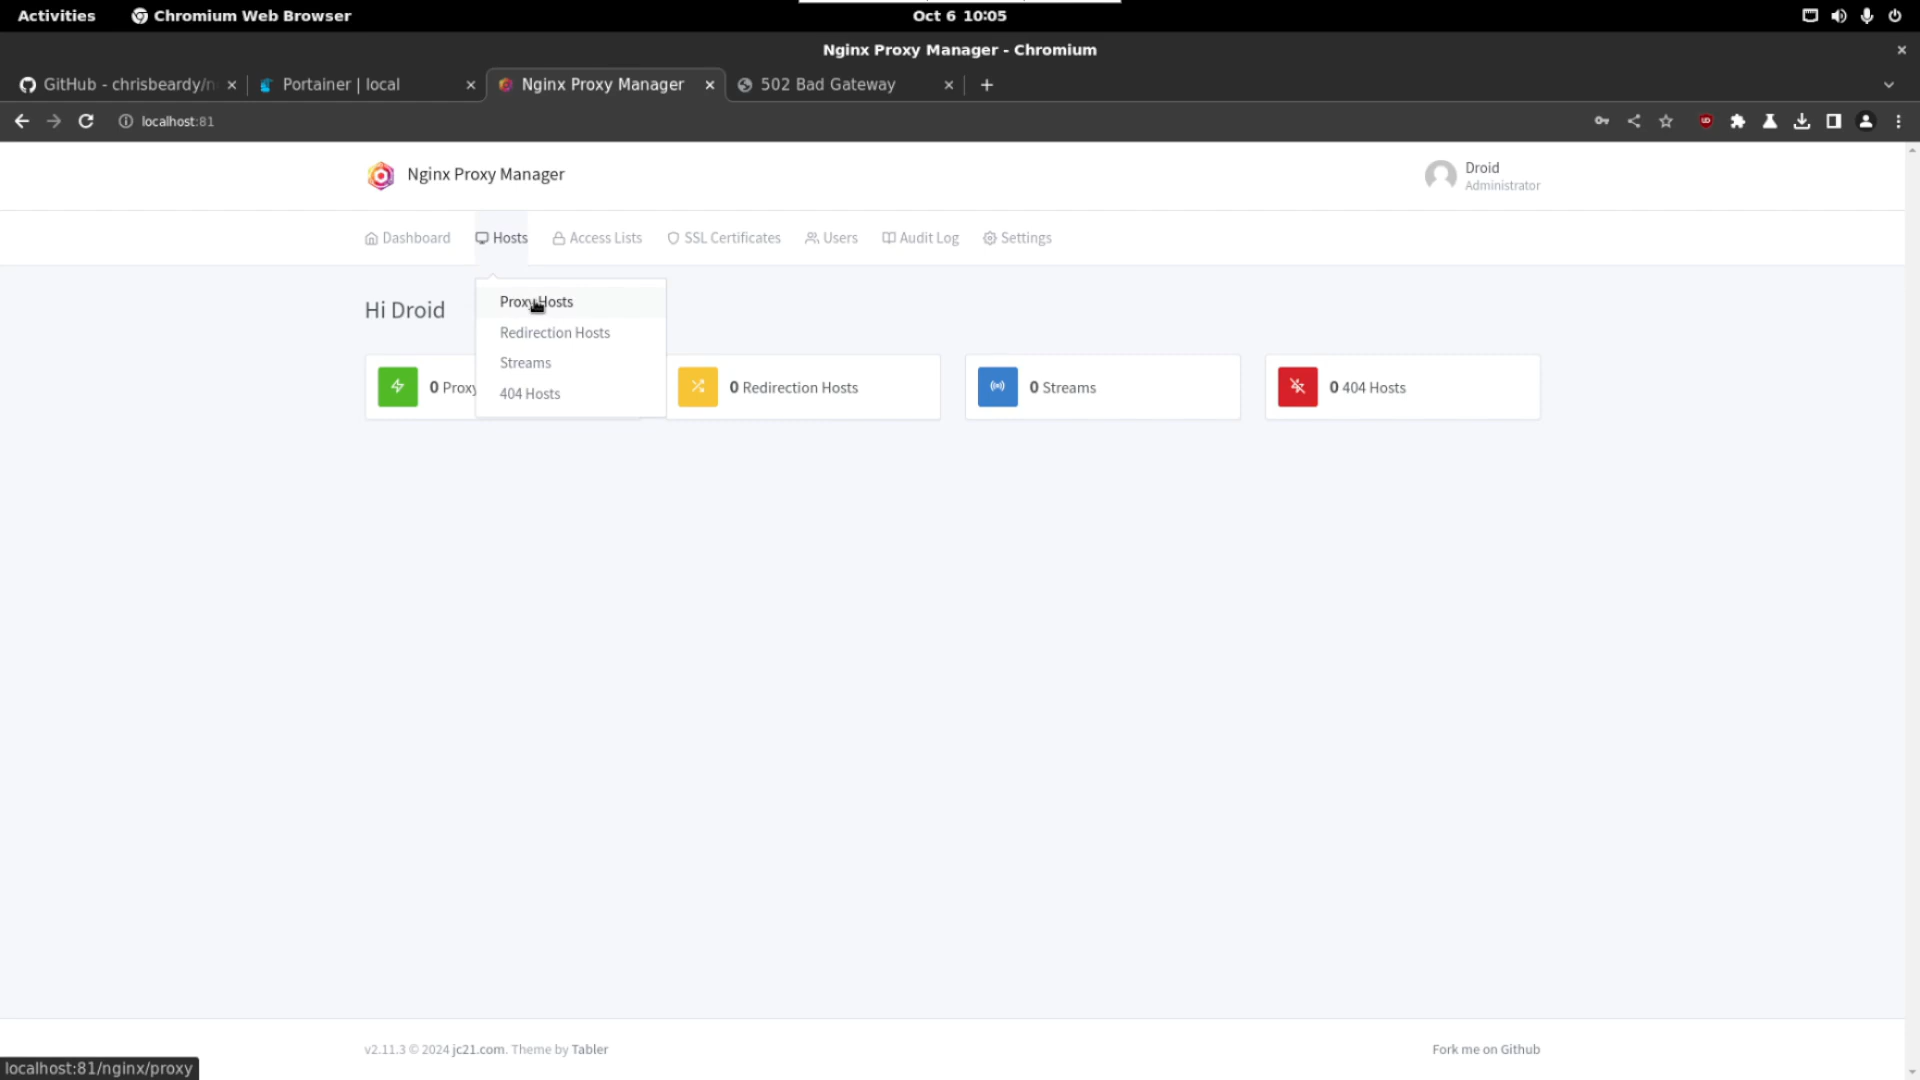 Activities Chromium Web Browser Oct 6 10:05
Nginx Proxy Manager - Chromium
GitHub - chrisbeardy/n Portainer | local Nginx Proxy Manager 502 Bad Gateway
localhost:81
Nginx Proxy Manager
Droid
Administrator
Dashboard Hosts Access Lists SSL Certificates Users Audit Log Settings
Hi Droid
Proxy Hosts
Redirection Hosts
Streams
404 Hosts
0 Proxy
0 Redirection Hosts
0 Streams
0 404 Hosts
v2.11.3 © 2024 jc21.com. Theme by Tabler
Fork me on Github
localhost:81/nginx/proxy